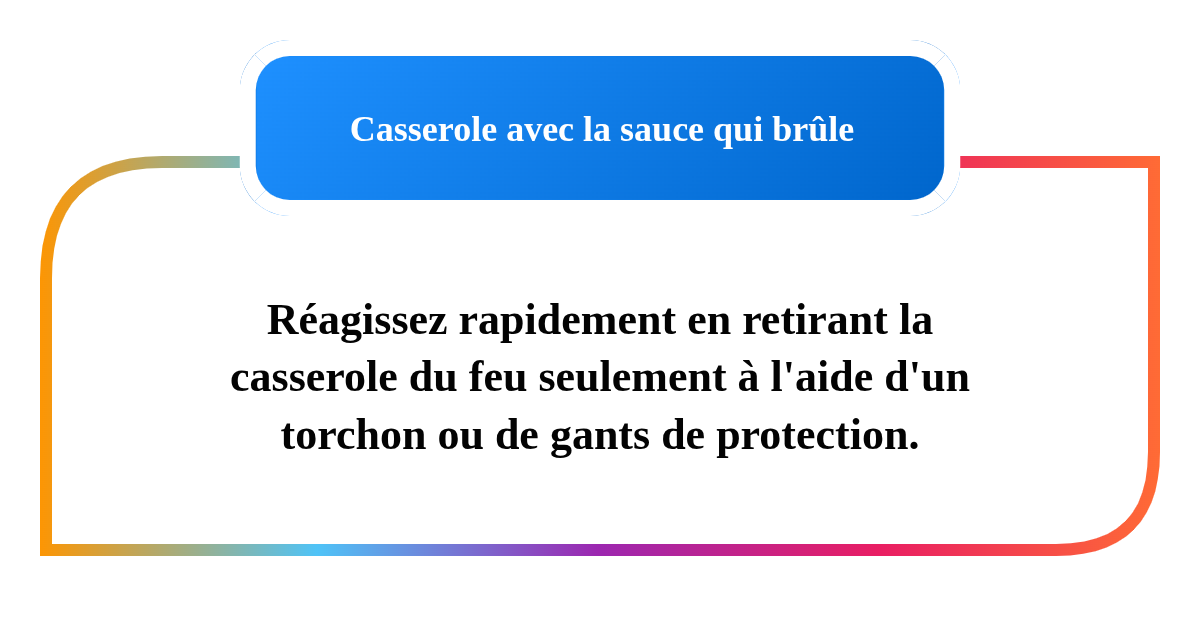 Casserole avec la sauce qui brûle
Réagissez rapidement en retirant la
casserole du feu seulement à l'aide d'un
torchon ou de gants de protection.